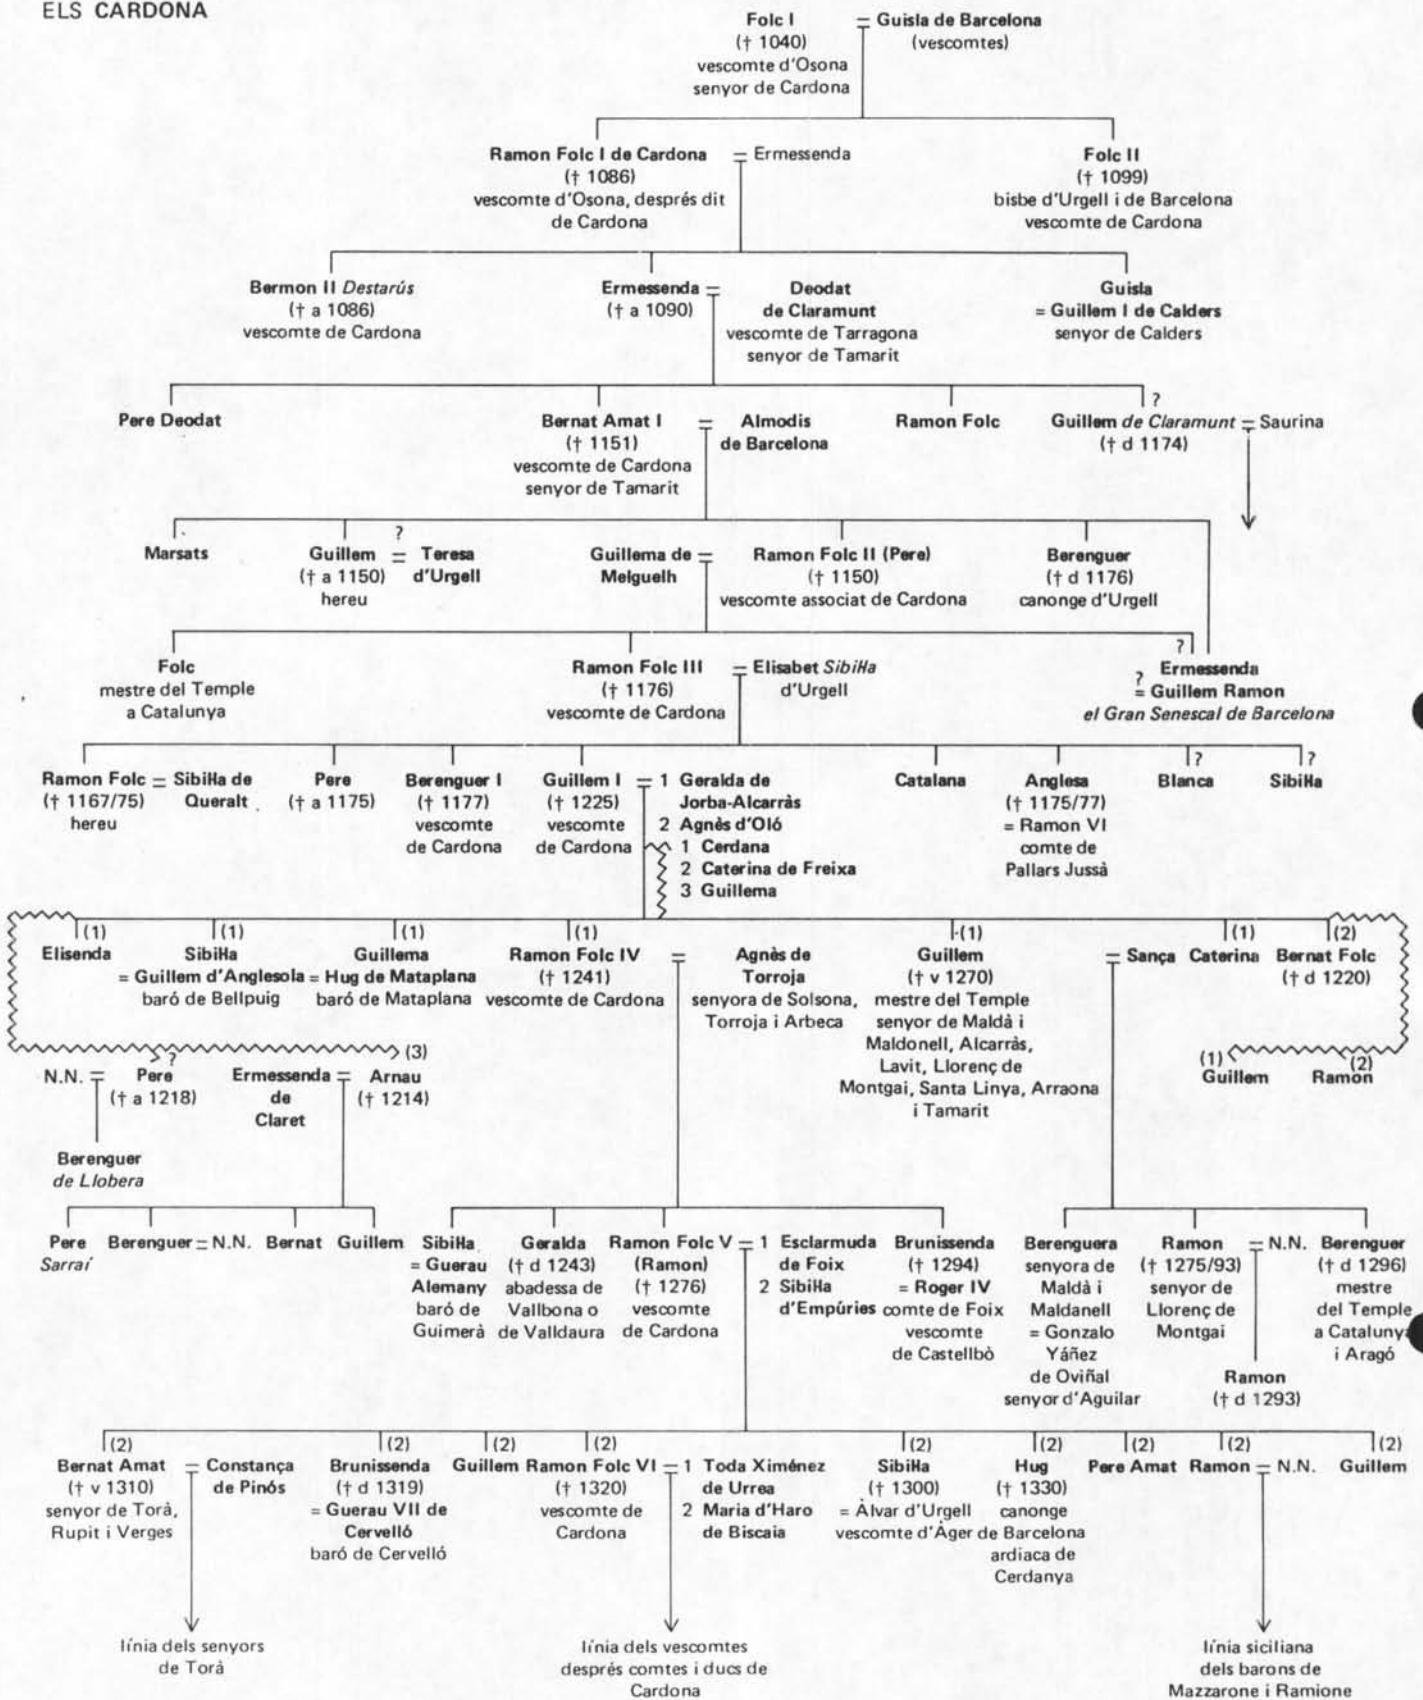 ELS CARDONA
Folc I = Guisla de Barcelona
(† 1040) (vescomtes)
vescomte d'Osona
senyor de Cardona
Ramon Folc I de Cardona = Ermessenda
(† 1086)
vescomte d'Osona, després dit
de Cardona
Folc II
(† 1099)
bisbe d'Urgell i de Barcelona
vescomte de Cardona
Bermon II Destarús
(† a 1086)
vescomte de Cardona
Ermessenda =
(† a 1090)
Deodat
de Claramunt
vescomte de Tarragona
senyor de Tamarit
Guisla
= Guillem I de Calders
senyor de Calders
Pere Deodat
Bernat Amat I =
(† 1151)
vescomte de Cardona
senyor de Tamarit
Almodis
de Barcelona
Ramon Folc
?
Guillem de Claramunt = Saurina
(† d 1174)
Marsats
Guillem
(† a 1150)
hereu
?
=
Teresa
d'Urgell
Guillema de =
Melguelh
Ramon Folc II (Pere)
(† 1150)
vescomte associat de Cardona
Berenguer
(† d 1176)
canonge d'Urgell
Folc
mestre del Temple
a Catalunya
Ramon Folc III
(† 1176)
vescomte de Cardona
= Elisabet Sibiŀla
d'Urgell
?
Ermessenda
?
= Guillem Ramon
el Gran Senescal de Barcelona
Ramon Folc =
(† 1167/75)
hereu
Sibiŀla de
Queralt
Pere
(† a 1175)
Berenguer I
(† 1177)
vescomte
de Cardona
Guillem I
(† 1225)
vescomte
de Cardona
= 1 Geralda de
Jorba-Alcarràs
2 Agnès d'Oló
1 Cerdana
2 Caterina de Freixa
3 Guillema
Catalana
Anglesa
(† 1175/77)
= Ramon VI
comte de
Pallars Jussà
?
Blanca
?
Sibiŀla
(1)
Elisenda
(1)
Sibiŀla
= Guillem d'Anglesola
baró de Bellpuig
(1)
Guillema
= Hug de Mataplana
baró de Mataplana
(1)
Ramon Folc IV =
(† 1241)
vescomte de Cardona
Agnès de
Torroja
senyora de Solsona,
Torroja i Arbeca
(1)
Guillem
(† v 1270)
mestre del Temple
senyor de Maldà i
Maldonell, Alcarràs,
Lavit, Llorenç de
Montgai, Santa Linya, Arraona
i Tamarit
= Sança
(1)
Caterina
(2)
Bernat Folc
(† d 1220)
N.N. =
?
Pere
(† a 1218)
Ermessenda =
de
Claret
(3)
Arnau
(† 1214)
(1)
Guillem
(2)
Ramon
Berenguer
de Llobera
Pere
Sarraí
Berenguer = N.N.
Bernat
Guillem
Sibiŀla
= Guerau
Alemany
baró de
Guimerà
Geralda
(† d 1243)
abadessa de
Vallbona o
de Valldaura
Ramon Folc V
(Ramon)
(† 1276)
vescomte
de Cardona
= 1 Esclarmuda
de Foix
2 Sibiŀla
d'Empúries
Brunissenda
(† 1294)
= Roger IV
comte de Foix
vescomte
de Castellbò
Berenguera
senyora de
Maldà i
Maldanell
= Gonzalo
Yáñez
de Oviñal
senyor d'Aguilar
Ramon = N.N.
(† 1275/93)
senyor de
Llorenç de
Montgai
Ramon
(† d 1293)
Berenguer
(† d 1296)
mestre
del Temple
a Catalunya
i Aragó
(2)
Bernat Amat =
(† v 1310)
senyor de Torà,
Rupit i Verges
Constança
de Pinós
(2)
Brunissenda
(† d 1319)
= Guerau VII de
Cervelló
baró de Cervelló
(2)
Guillem
(2)
Ramon Folc VI
(† 1320)
vescomte de
Cardona
= 1 Toda Ximénez
de Urrea
2 Maria d'Haro
de Biscaia
(2)
Sibiŀla
(† 1300)
= Àlvar d'Urgell
vescomte d'Àger
(2)
Hug
(† 1330)
canonge
de Barcelona
ardiaca de
Cerdanya
(2)
Pere Amat
(2)
Ramon = N.N.
(2)
Guillem
línia dels senyors
de Torà
línia dels vescomtes
després comtes i ducs de
Cardona
línia siciliana
dels barons de
Mazzarone i Ramione